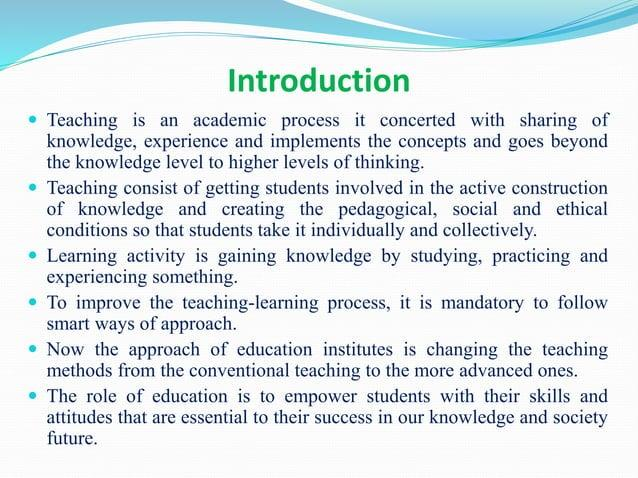 Introduction
Teaching is an academic process it concerted with sharing of
knowledge, experience and implements the concepts and goes beyond
the knowledge level to higher levels of thinking.
Teaching consist of getting students involved in the active construction
of knowledge and creating the pedagogical, social and ethical
conditions so that students take it individually and collectively.
Learning activity is gaining knowledge by studying, practicing and
experiencing something.
To improve the teaching-learning process, it is mandatory to follow
smart ways of approach.
Now the approach of education institutes is changing the teaching
methods from the conventional teaching to the more advanced ones.
The role of education is to empower students with their skills and
attitudes that are essential to their success in our knowledge and society
future.